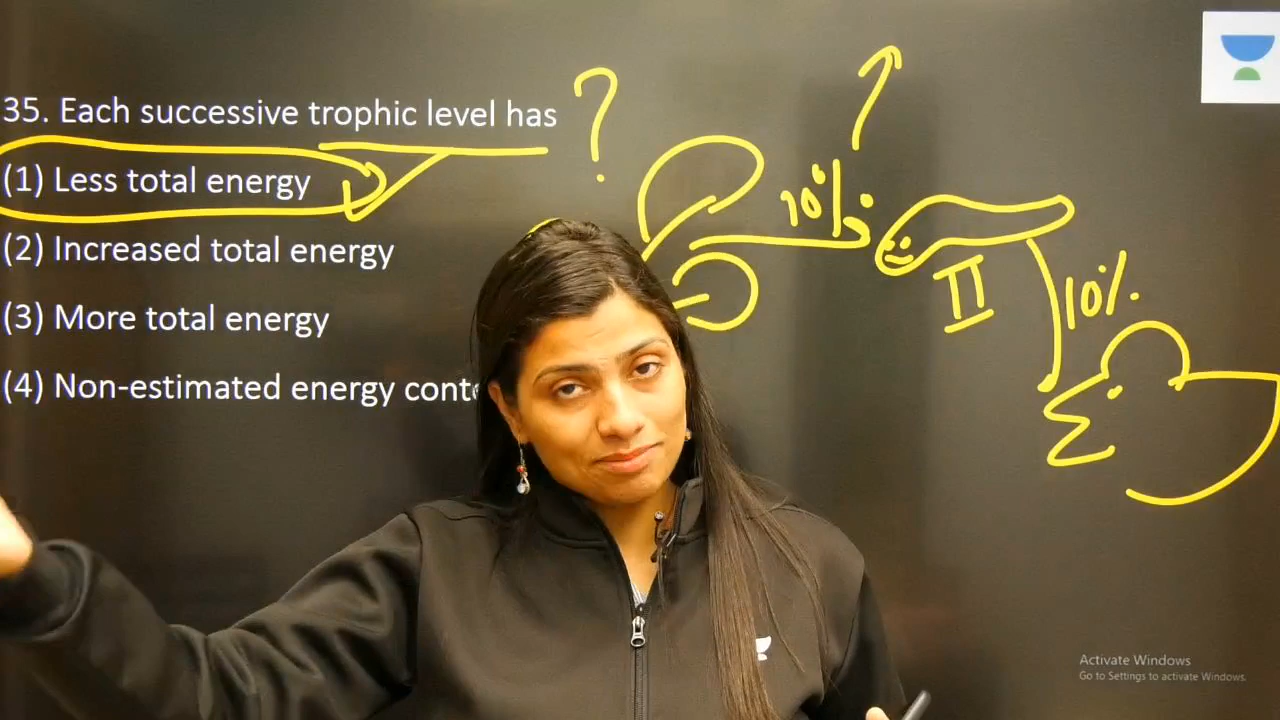 35. Each successive trophic level has
?
(1) Less total energy
10%
(2) Increased total energy
II
10%
(3) More total energy
(4) Non-estimated energy
Activate Windows
Go to Settings to activate Windows.